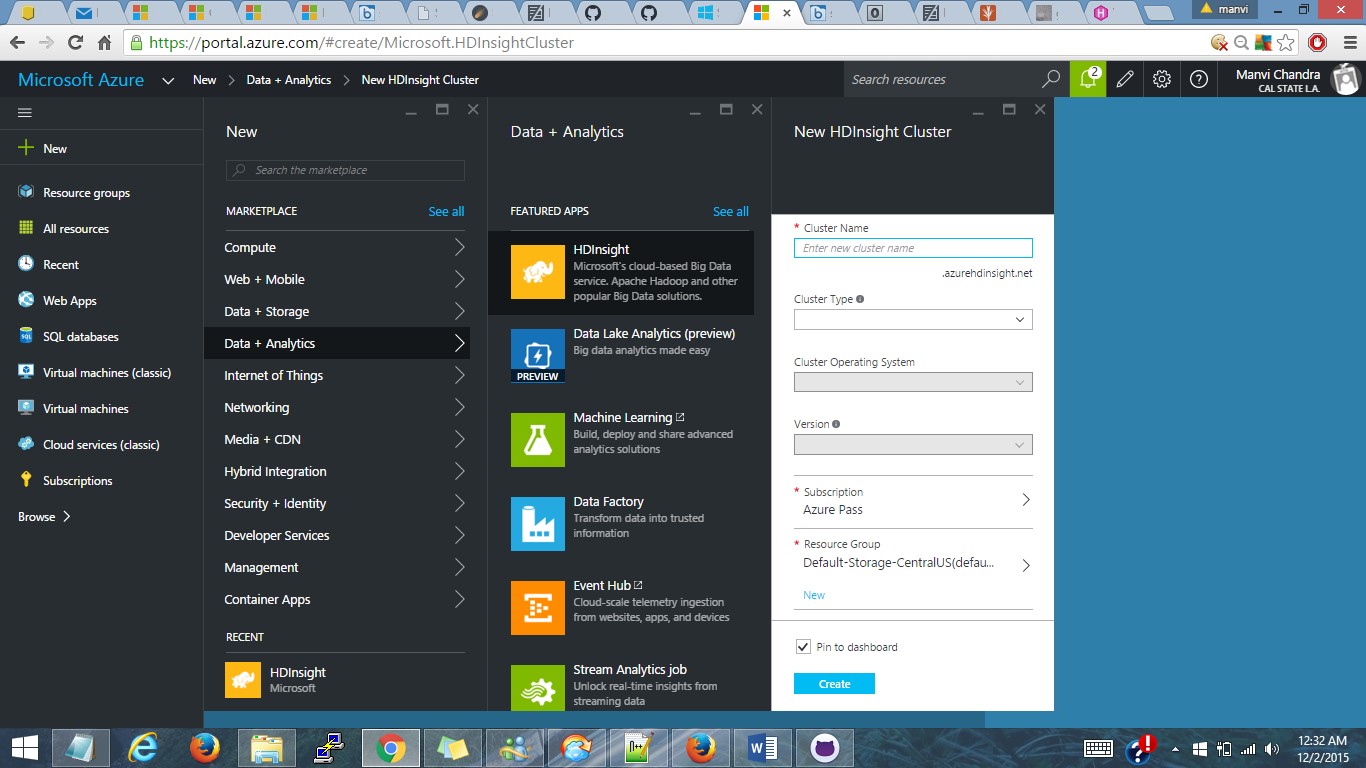 manvi
https://portal.azure.com/#create/Microsoft.HDInsightCluster
Microsoft Azure
New
Data + Analytics
New HDInsight Cluster
Search resources
2
Manvi Chandra
CAL STATE L.A.
New
Resource groups
All resources
Recent
Web Apps
SQL databases
Virtual machines (classic)
Virtual machines
Cloud services (classic)
Subscriptions
Browse
New
Search the marketplace
MARKETPLACE
See all
Compute
Web + Mobile
Data + Storage
Data + Analytics
Internet of Things
Networking
Media + CDN
Hybrid Integration
Security + Identity
Developer Services
Management
Container Apps
RECENT
HDInsight
Microsoft
Data + Analytics
FEATURED APPS
See all
HDInsight
Microsoft's cloud-based Big Data
service. Apache Hadoop and other
popular Big Data solutions.
Data Lake Analytics (preview)
Big data analytics made easy
PREVIEW
Machine Learning
Build, deploy and share advanced
analytics solutions
Data Factory
Transform data into trusted
information
Event Hub
Cloud-scale telemetry ingestion
from websites, apps, and devices
Stream Analytics job
Unlock real-time insights from
streaming data
New HDInsight Cluster
* Cluster Name
Enter new cluster name
.azurehdinsight.net
Cluster Type
Cluster Operating System
Version
* Subscription
Azure Pass
* Resource Group
Default-Storage-CentralUS(defau...
New
Pin to dashboard
Create
12:32 AM
12/2/2015